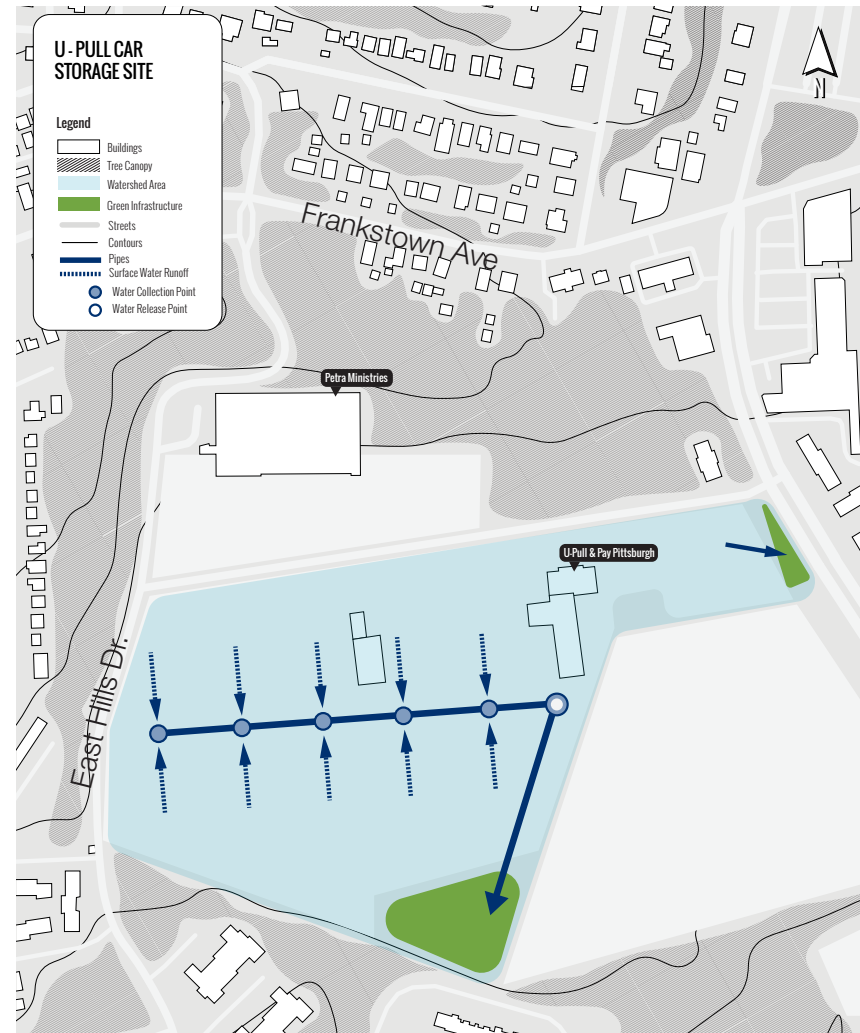 U - PULL CAR
STORAGE SITE
Legend
Buildings
Tree Canopy
Watershed Area
Green Infrastructure
Streets
Contours
Pipes
Surface Water Runoff
Water Collection Point
Water Release Point
N
Frankstown Ave
Petra Ministries
U-Pull & Pay Pittsburgh
East Hills Dr.